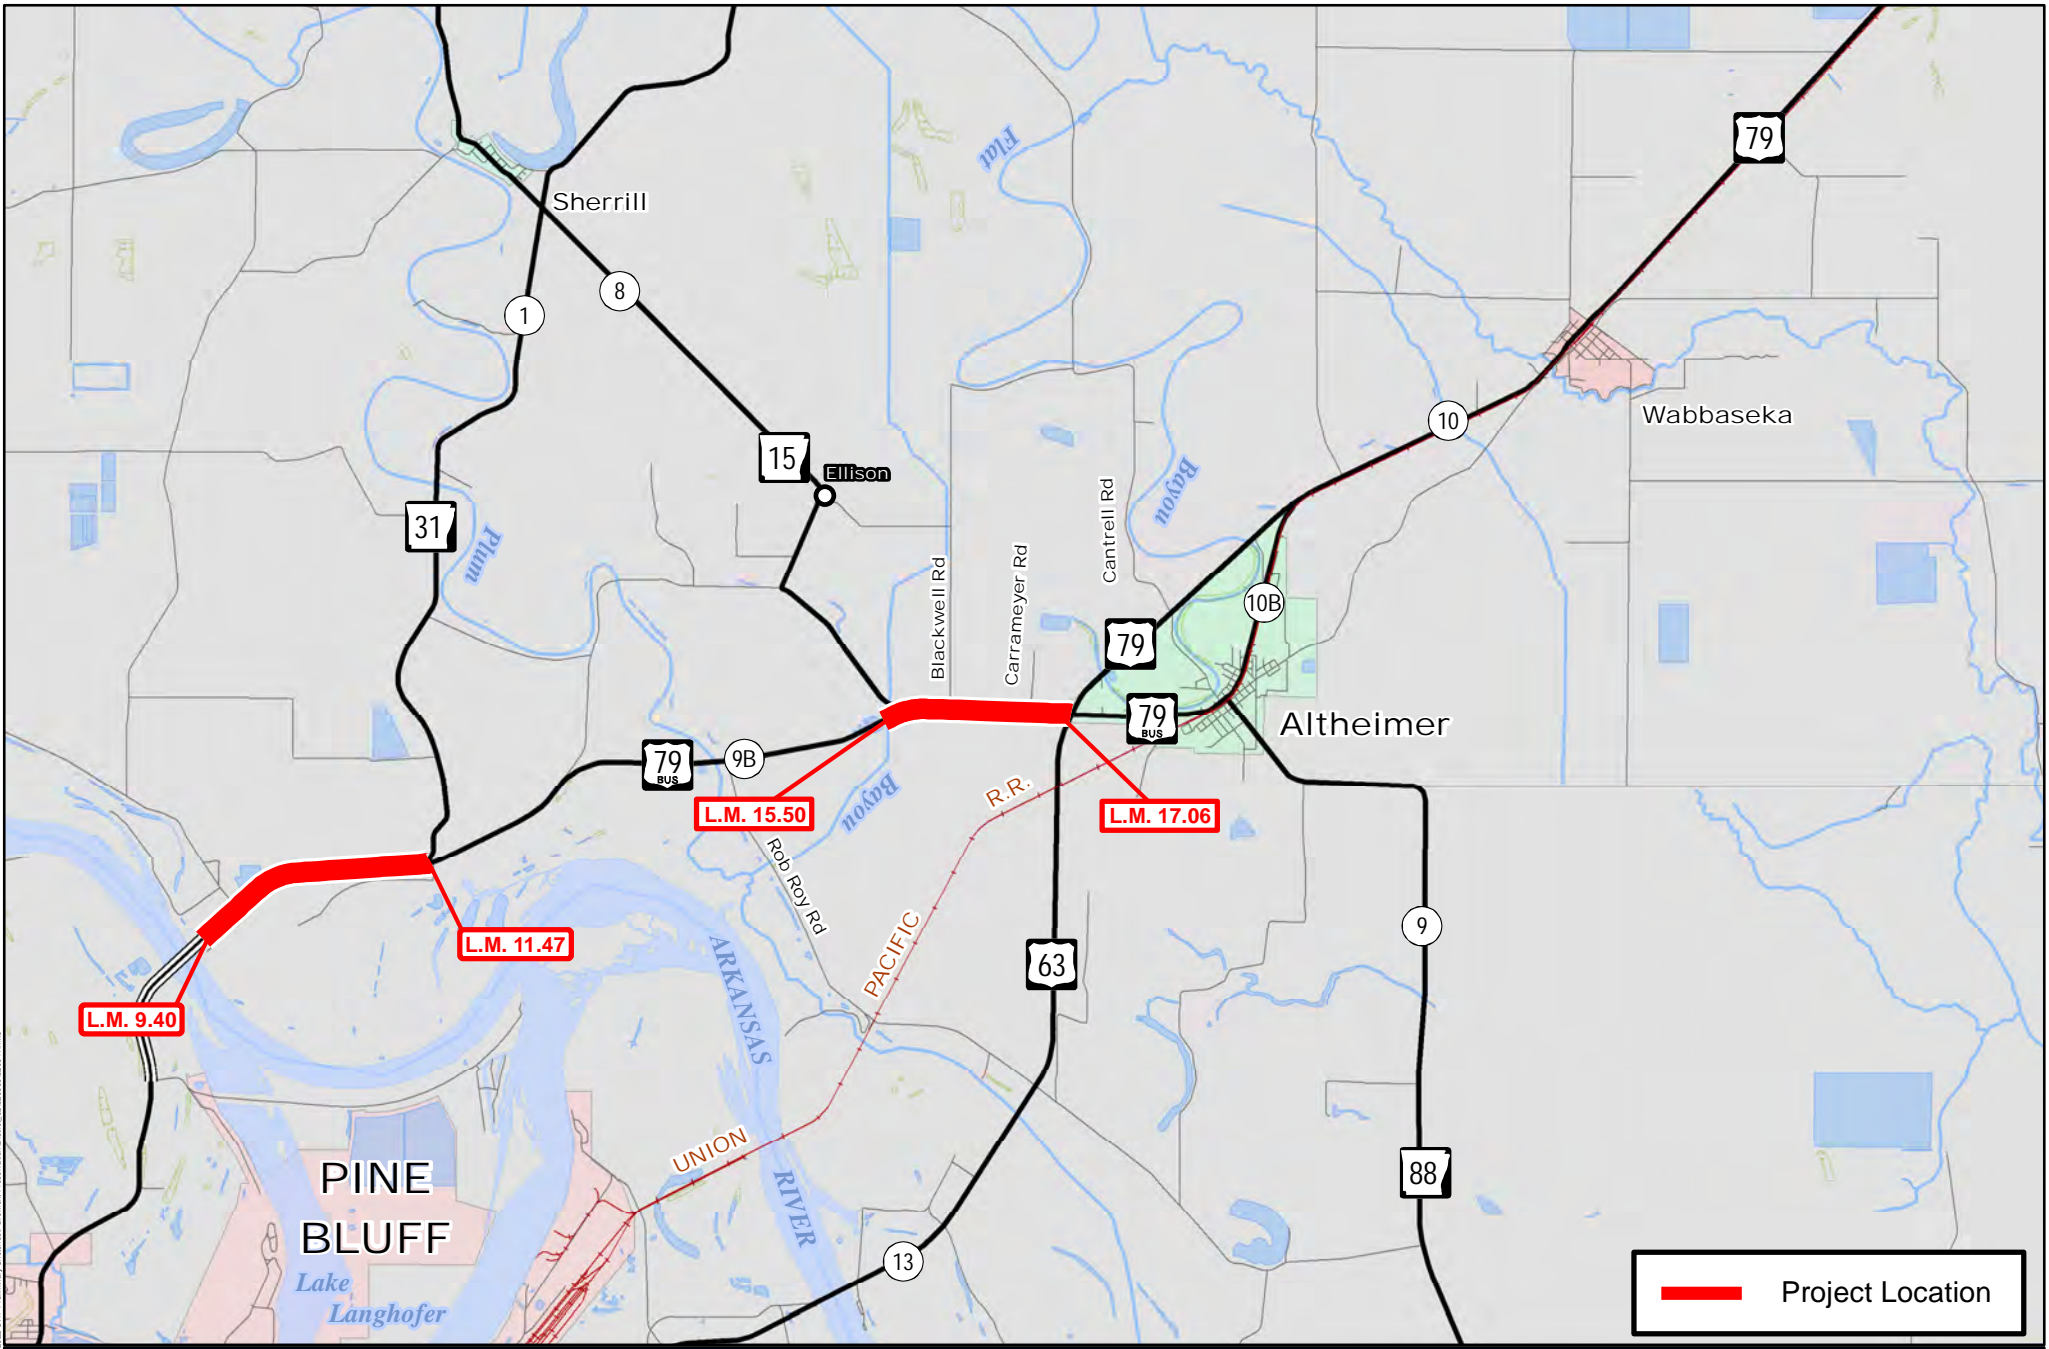 79
Flat
Sherrill
8
1
10
Wabbaseka
15
Ellison
31
Plum
Bayou
Cantrell Rd
Carrameyer Rd
Blackwell Rd
10B
79
79
BUS
Altheimer
79
BUS
9B
L.M. 15.50
Bayou
R.R.
L.M. 17.06
Rob Roy Rd
L.M. 11.47
PACIFIC
ARKANSAS
63
9
L.M. 9.40
UNION
RIVER
88
PINE
BLUFF
Lake
Langhofer
13
Project Location